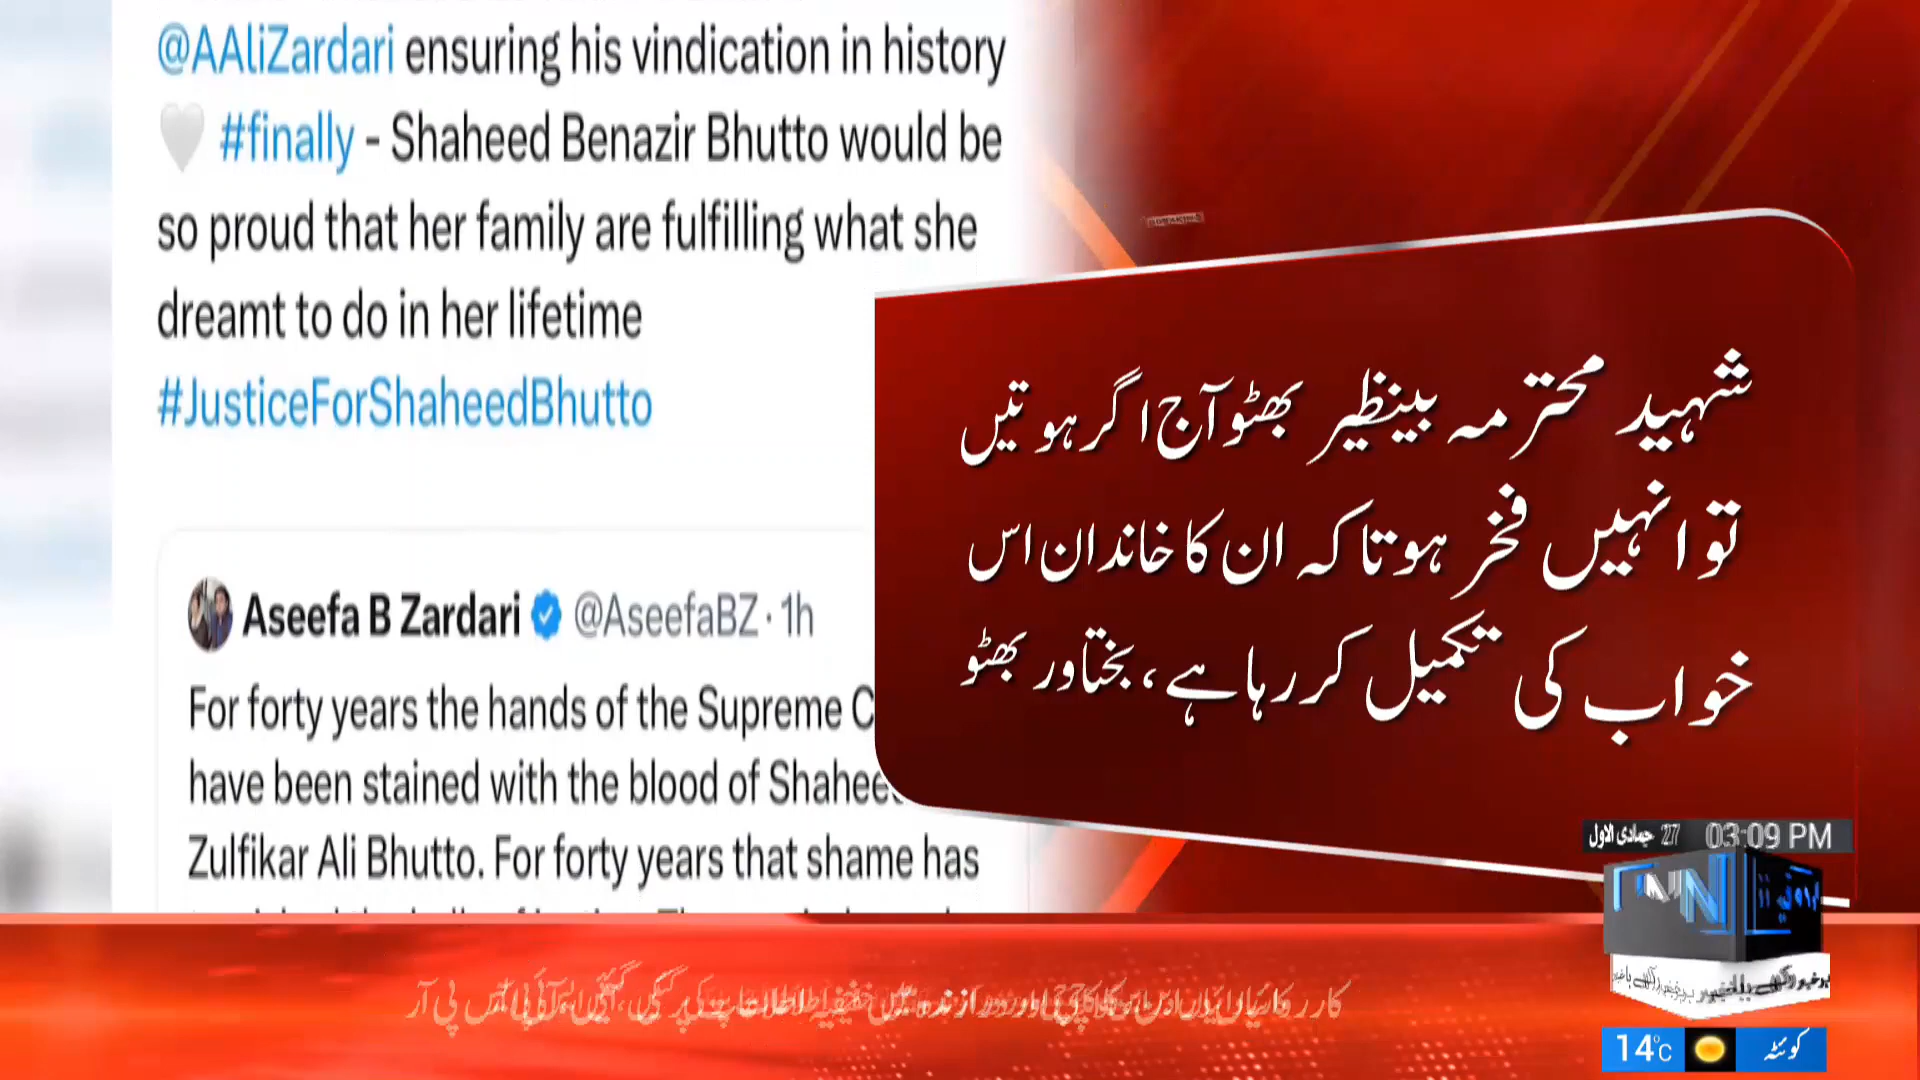 @AAliZardari ensuring his vindication in history
🤍 #finally - Shaheed Benazir Bhutto would be
so proud that her family are fulfilling what she
dreamt to do in her lifetime
#JusticeForShaheedBhutto
Aseefa B Zardari @AseefaBZ · 1h
For forty years the hands of the Supreme C
have been stained with the blood of Shahee
Zulfikar Ali Bhutto. For forty years that shame has
شہید محترمہ بینظیر بھٹو آج اگر ہوتیں
تو انہیں فخر ہوتا کہ ان کا خاندان اس
خواب کی تکمیل کر رہا ہے، بختاور بھٹو
27 جمادی الاول 03:09 PM
PNN
14°C کوئٹہ